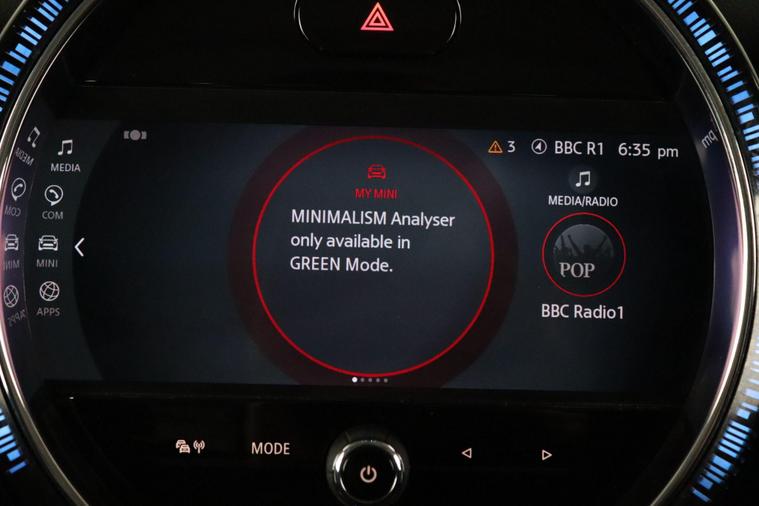 3 BBC R1 6:35 pm
MEDIA
COM
MINI
APPS
MY MINI
MINIMALISM Analyser
only available in
GREEN Mode.
MEDIA/RADIO
POP
BBC Radio1
MODE